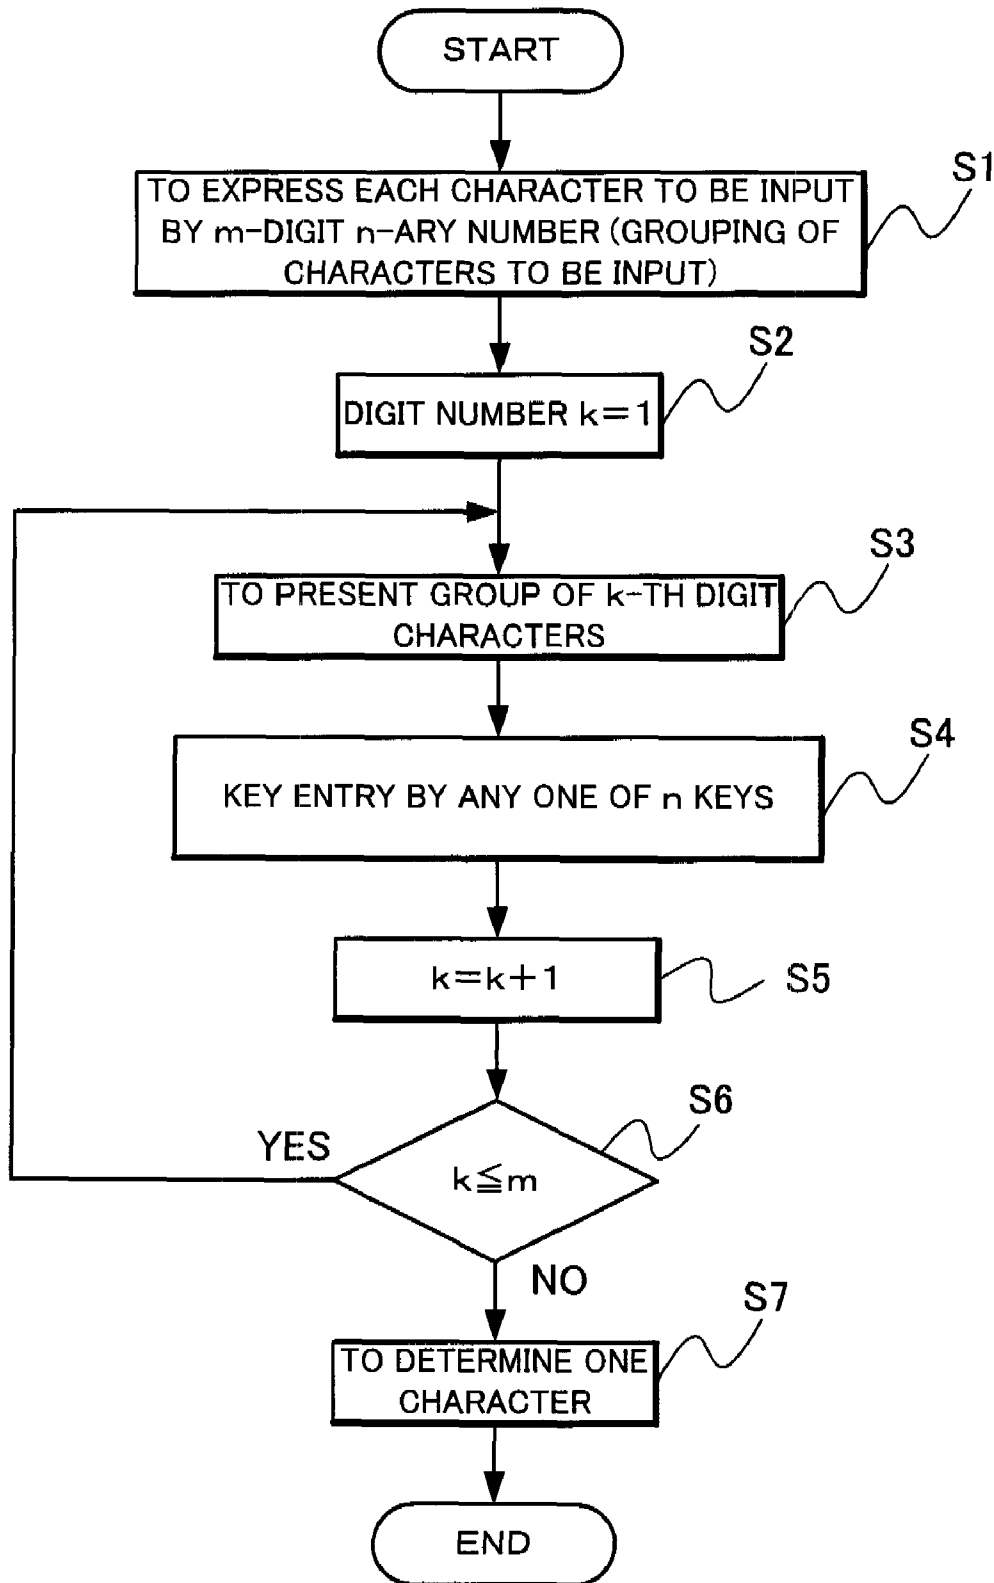 START
S1
TO EXPRESS EACH CHARACTER TO BE INPUT
BY m-DIGIT n-ARY NUMBER (GROUPING OF
CHARACTERS TO BE INPUT)
S2
DIGIT NUMBER k=1
S3
TO PRESENT GROUP OF k-TH DIGIT
CHARACTERS
S4
KEY ENTRY BY ANY ONE OF n KEYS
S5
k=k+1
S6
YES
k≦m
NO
S7
TO DETERMINE ONE
CHARACTER
END